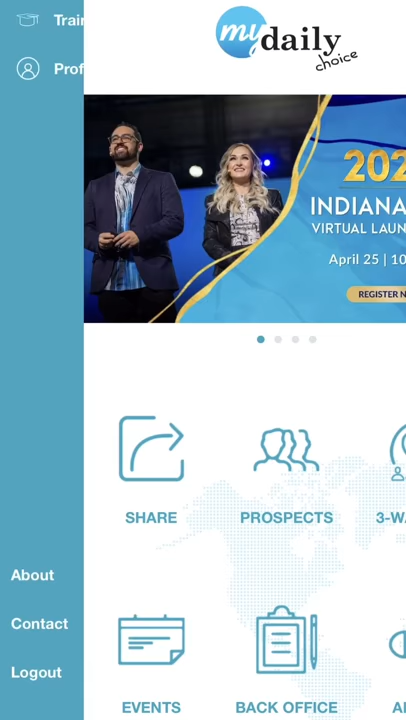 Train
Prof
my daily
choice
202
INDIANA
VIRTUAL LAUN
April 25 | 10
REGISTER N
SHARE
PROSPECTS
3-WA
EVENTS
BACK OFFICE
About
Contact
Logout